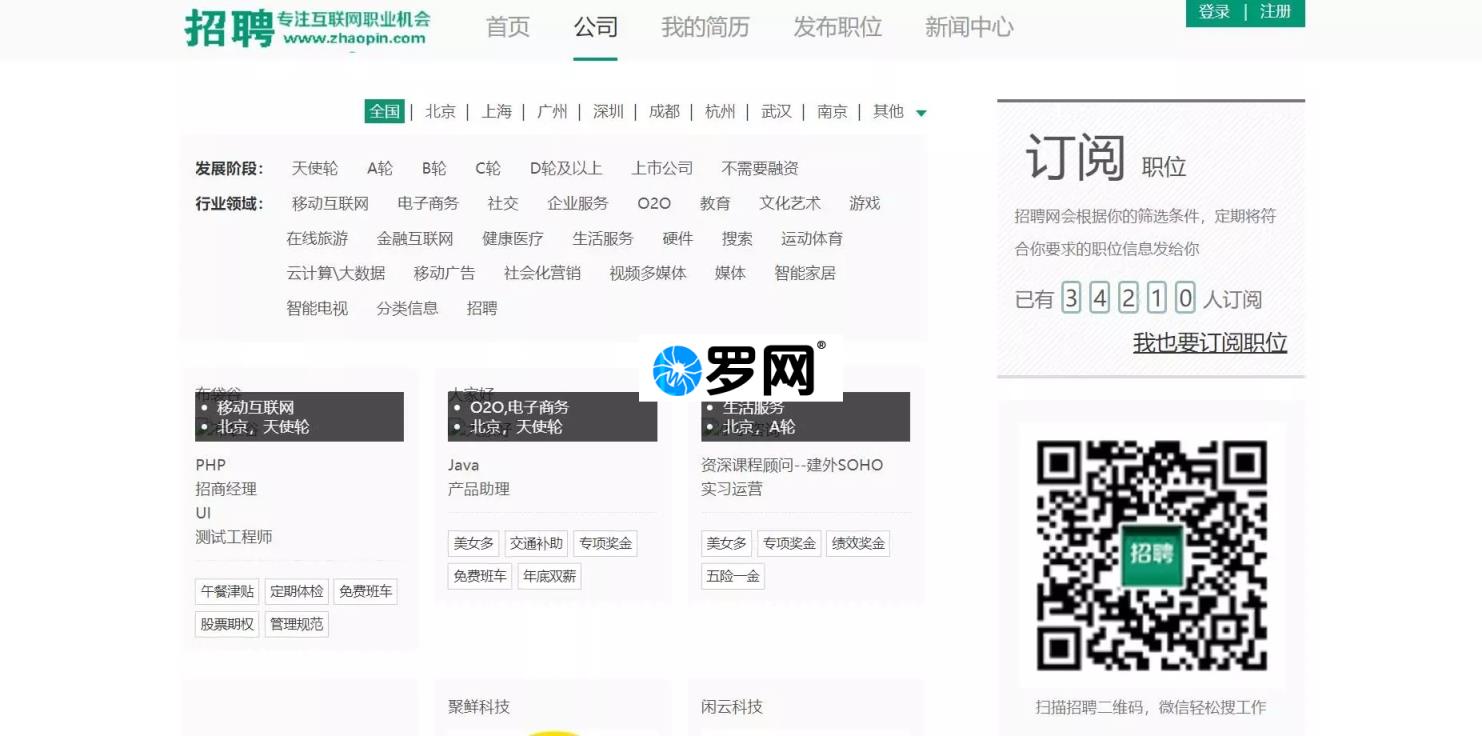 招聘 专注互联网职业机会
www.zhaopin.com
首页 公司 我的简历 发布职位 新闻中心
登录 | 注册
全国 | 北京 | 上海 | 广州 | 深圳 | 成都 | 杭州 | 武汉 | 南京 | 其他
发展阶段： 天使轮 A轮 B轮 C轮 D轮及以上 上市公司 不需要融资
行业领域： 移动互联网 电子商务 社交 企业服务 O2O 教育 文化艺术 游戏
在线旅游 金融互联网 健康医疗 生活服务 硬件 搜索 运动体育
云计算\大数据 移动广告 社会化营销 视频多媒体 媒体 智能家居
智能电视 分类信息 招聘
订阅 职位
招聘网会根据你的筛选条件，定期将符
合你要求的职位信息发给你
已有 3 4 2 1 0 人订阅
我也要订阅职位
罗网®
布袋谷
• 移动互联网
• 北京，天使轮
PHP
招商经理
UI
测试工程师
午餐津贴 定期体检 免费班车
股票期权 管理规范
大家好
• O2O,电子商务
• 北京，天使轮
Java
产品助理
美女多 交通补助 专项奖金
免费班车 年底双薪
• 生活服务
• 北京，A轮
资深课程顾问--建外SOHO
实习运营
美女多 专项奖金 绩效奖金
五险一金
招聘
扫描招聘二维码，微信轻松搜工作
聚鲜科技
闲云科技